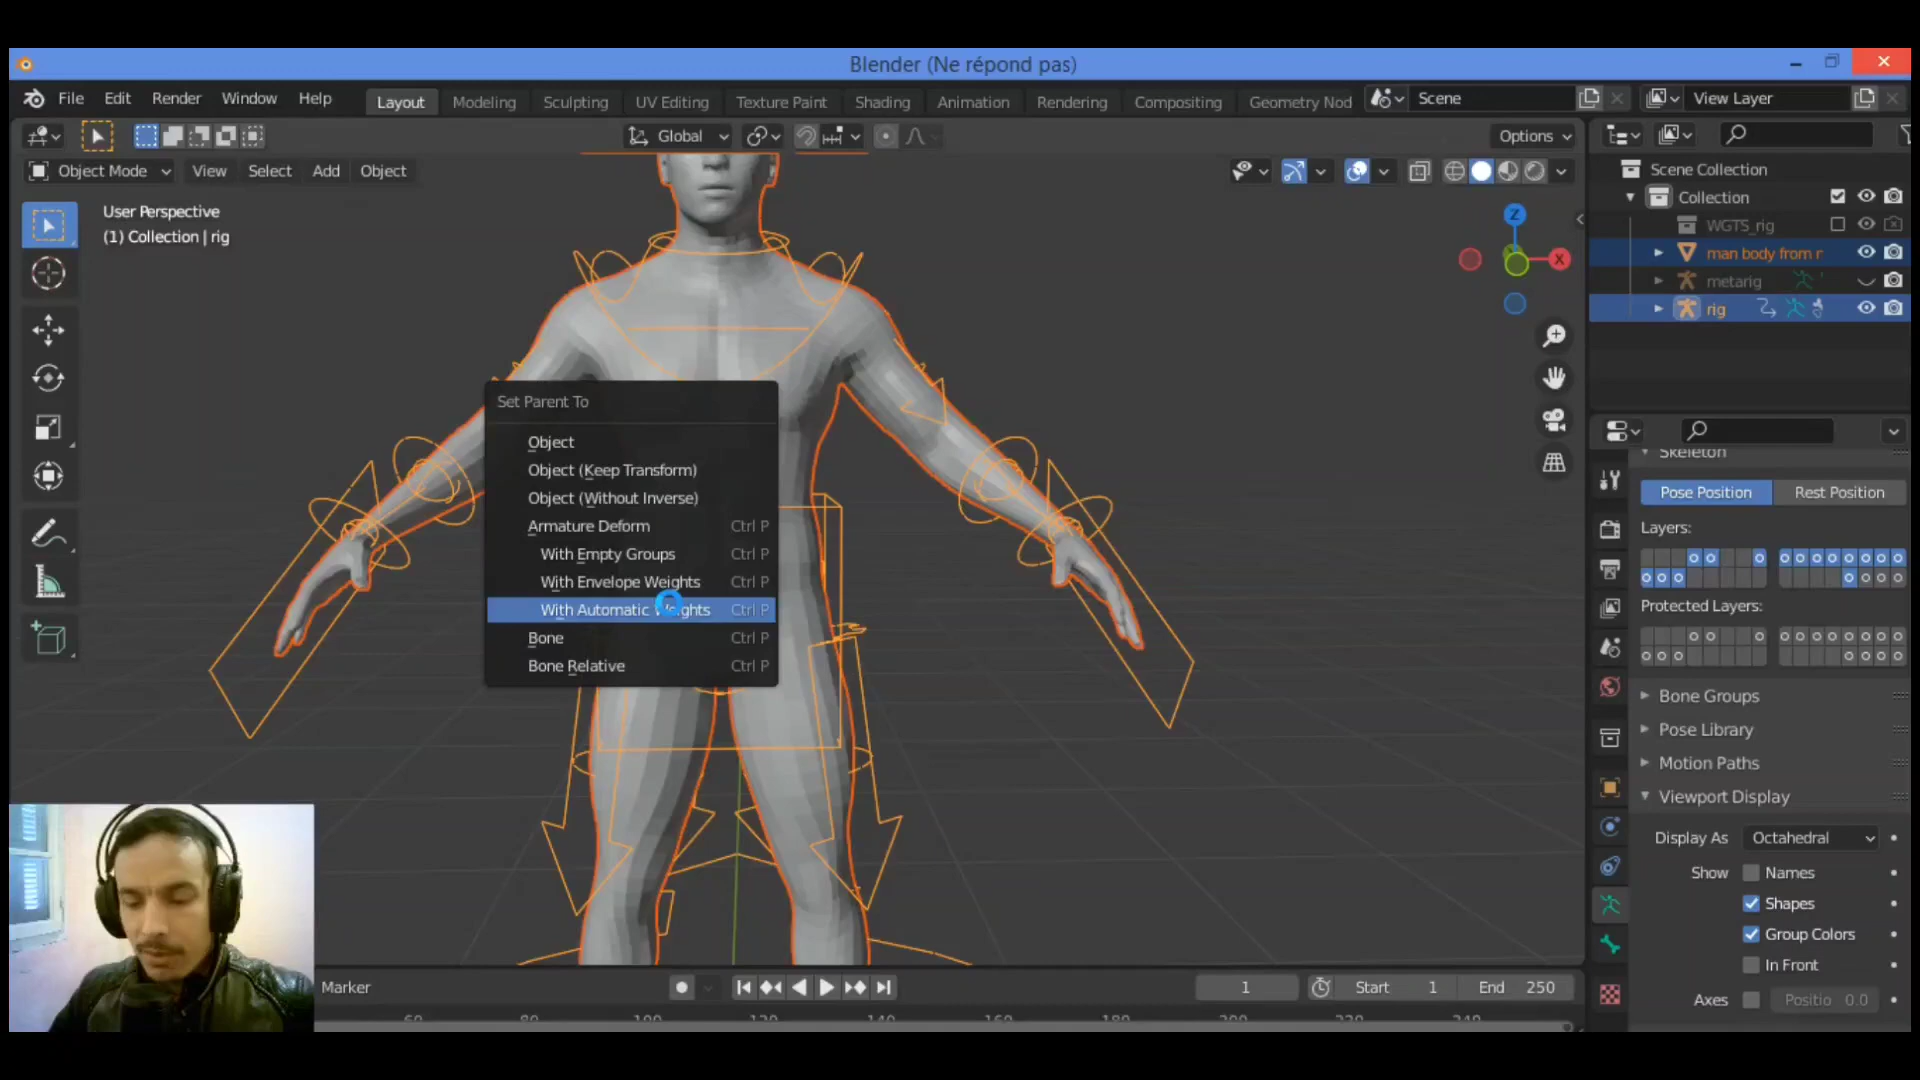 Blender (Ne répond pas)
File Edit Render Window Help
Layout Modeling Sculpting UV Editing Texture Paint Shading Animation Rendering Compositing Geometry Nod
Scene
View Layer
Global
Options
Object Mode View Select Add Object
User Perspective
(1) Collection | rig
Z
X
Scene Collection
Collection
WGTS_rig
man body from r
metarig
rig
Set Parent To
Object
Object (Keep Transform)
Object (Without Inverse)
Armature Deform Ctrl P
With Empty Groups Ctrl P
With Envelope Weights Ctrl P
With Automatic Weights Ctrl P
Bone Ctrl P
Bone Relative Ctrl P
Skeleton
Pose Position Rest Position
Layers:
Protected Layers:
Bone Groups
Pose Library
Motion Paths
Viewport Display
Display As Octahedral
Show Names
Shapes
Group Colors
In Front
Axes Positio 0.0
Marker
1
Start 1
End 250